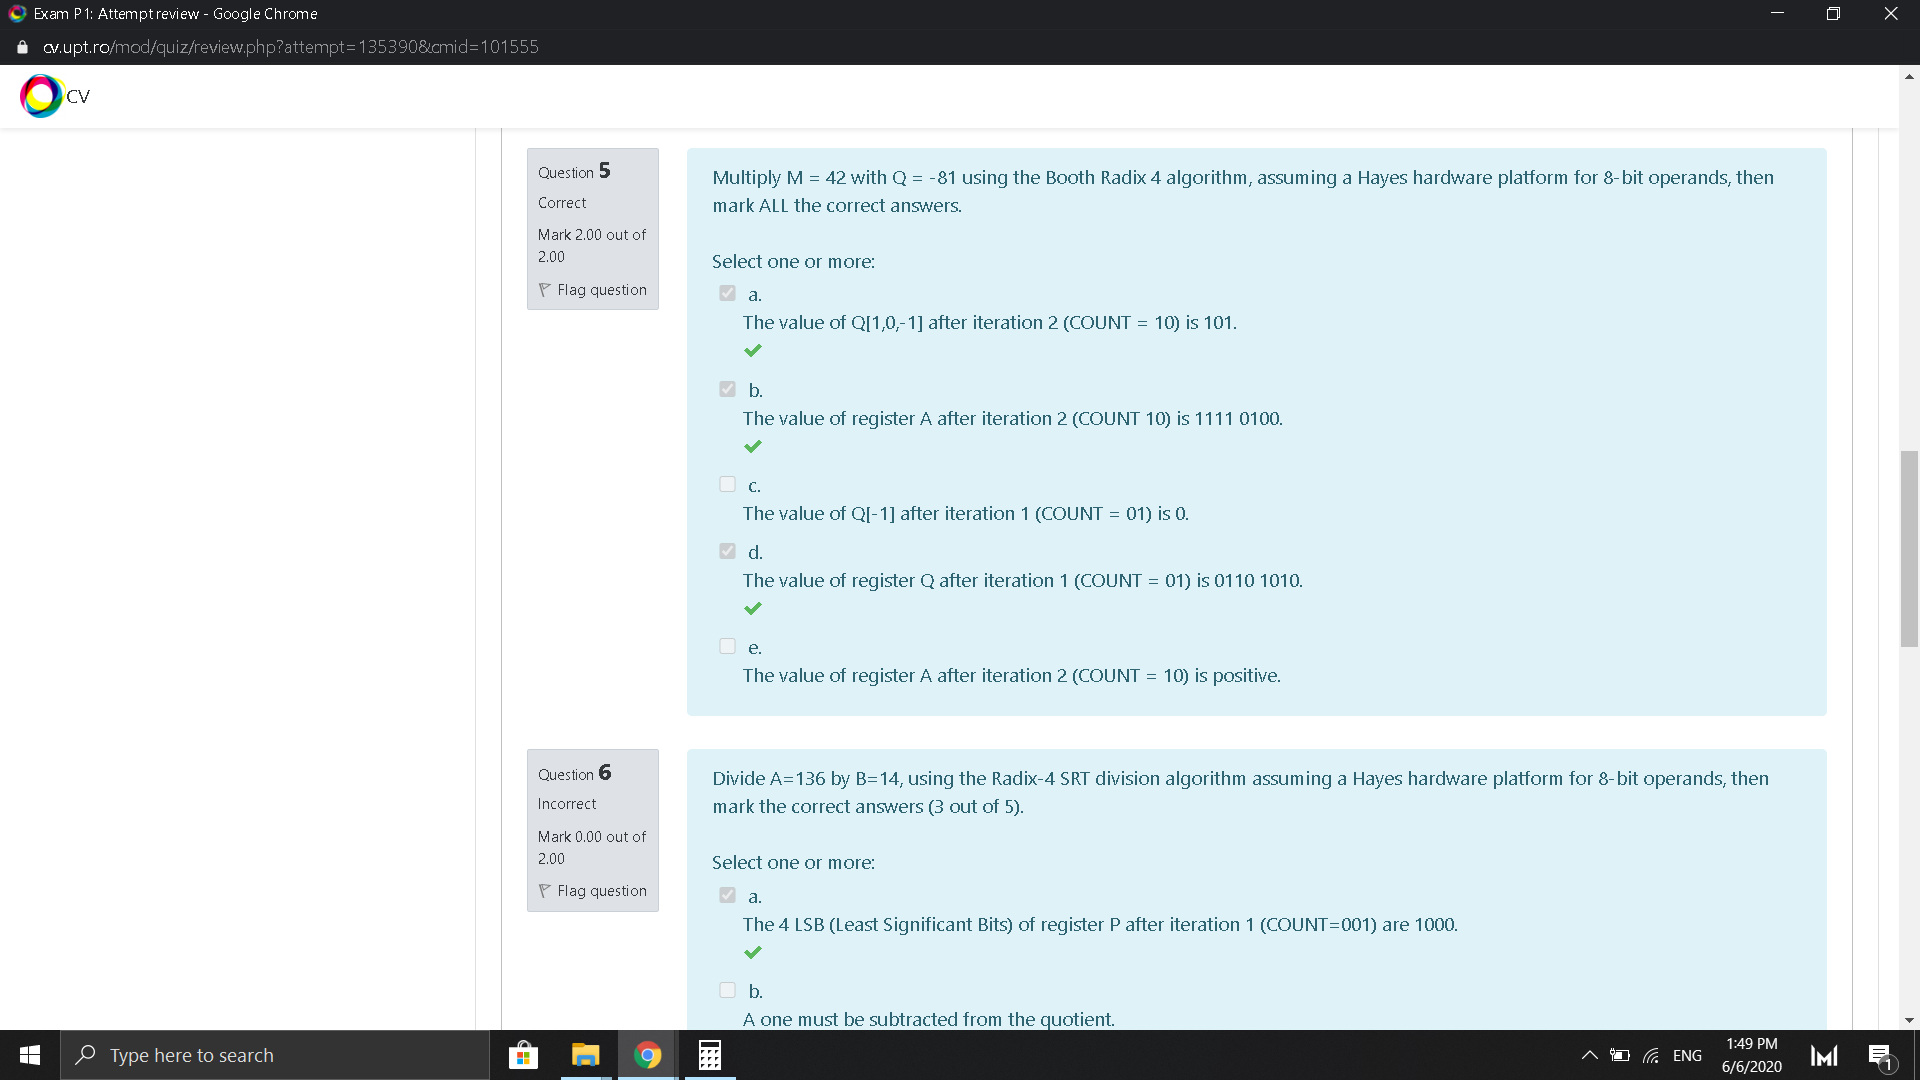 Exam P1: Attempt review - Google Chrome
cv.upt.ro/mod/quiz/review.php?attempt=135390&cmid=101555
CV
Question 5
Correct
Mark 2.00 out of
2.00
Flag question
Multiply M = 42 with Q = -81 using the Booth Radix 4 algorithm, assuming a Hayes hardware platform for 8-bit operands, then
mark ALL the correct answers.
Select one or more:
a.
The value of Q[1,0,-1] after iteration 2 (COUNT = 10) is 101.
b.
The value of register A after iteration 2 (COUNT 10) is 1111 0100.
c.
The value of Q[-1] after iteration 1 (COUNT = 01) is 0.
d.
The value of register Q after iteration 1 (COUNT = 01) is 0110 1010.
e.
The value of register A after iteration 2 (COUNT = 10) is positive.
Question 6
Incorrect
Mark 0.00 out of
2.00
Flag question
Divide A=136 by B=14, using the Radix-4 SRT division algorithm assuming a Hayes hardware platform for 8-bit operands, then
mark the correct answers (3 out of 5).
Select one or more:
a.
The 4 LSB (Least Significant Bits) of register P after iteration 1 (COUNT=001) are 1000.
b.
A one must be subtracted from the quotient.
Type here to search
ENG
1:49 PM
6/6/2020
1